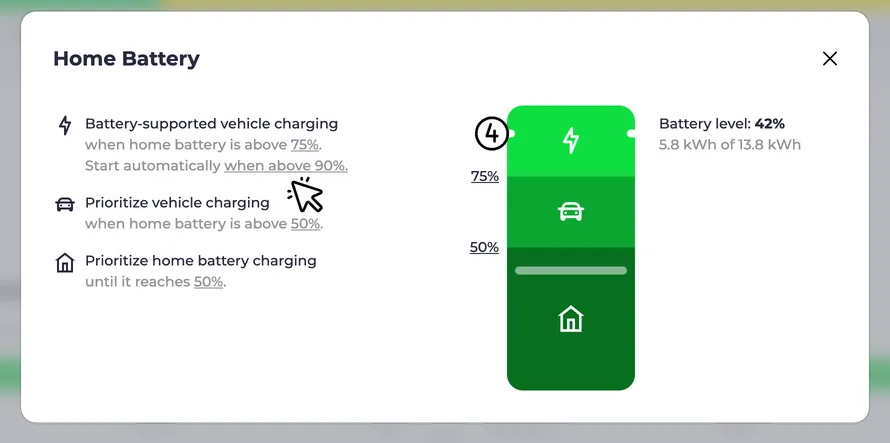 Home Battery
Battery-supported vehicle charging
when home battery is above 75%.
Start automatically when above 90%.
Prioritize vehicle charging
when home battery is above 50%.
Prioritize home battery charging
until it reaches 50%.
4
75%
50%
Battery level: 42%
5.8 kWh of 13.8 kWh